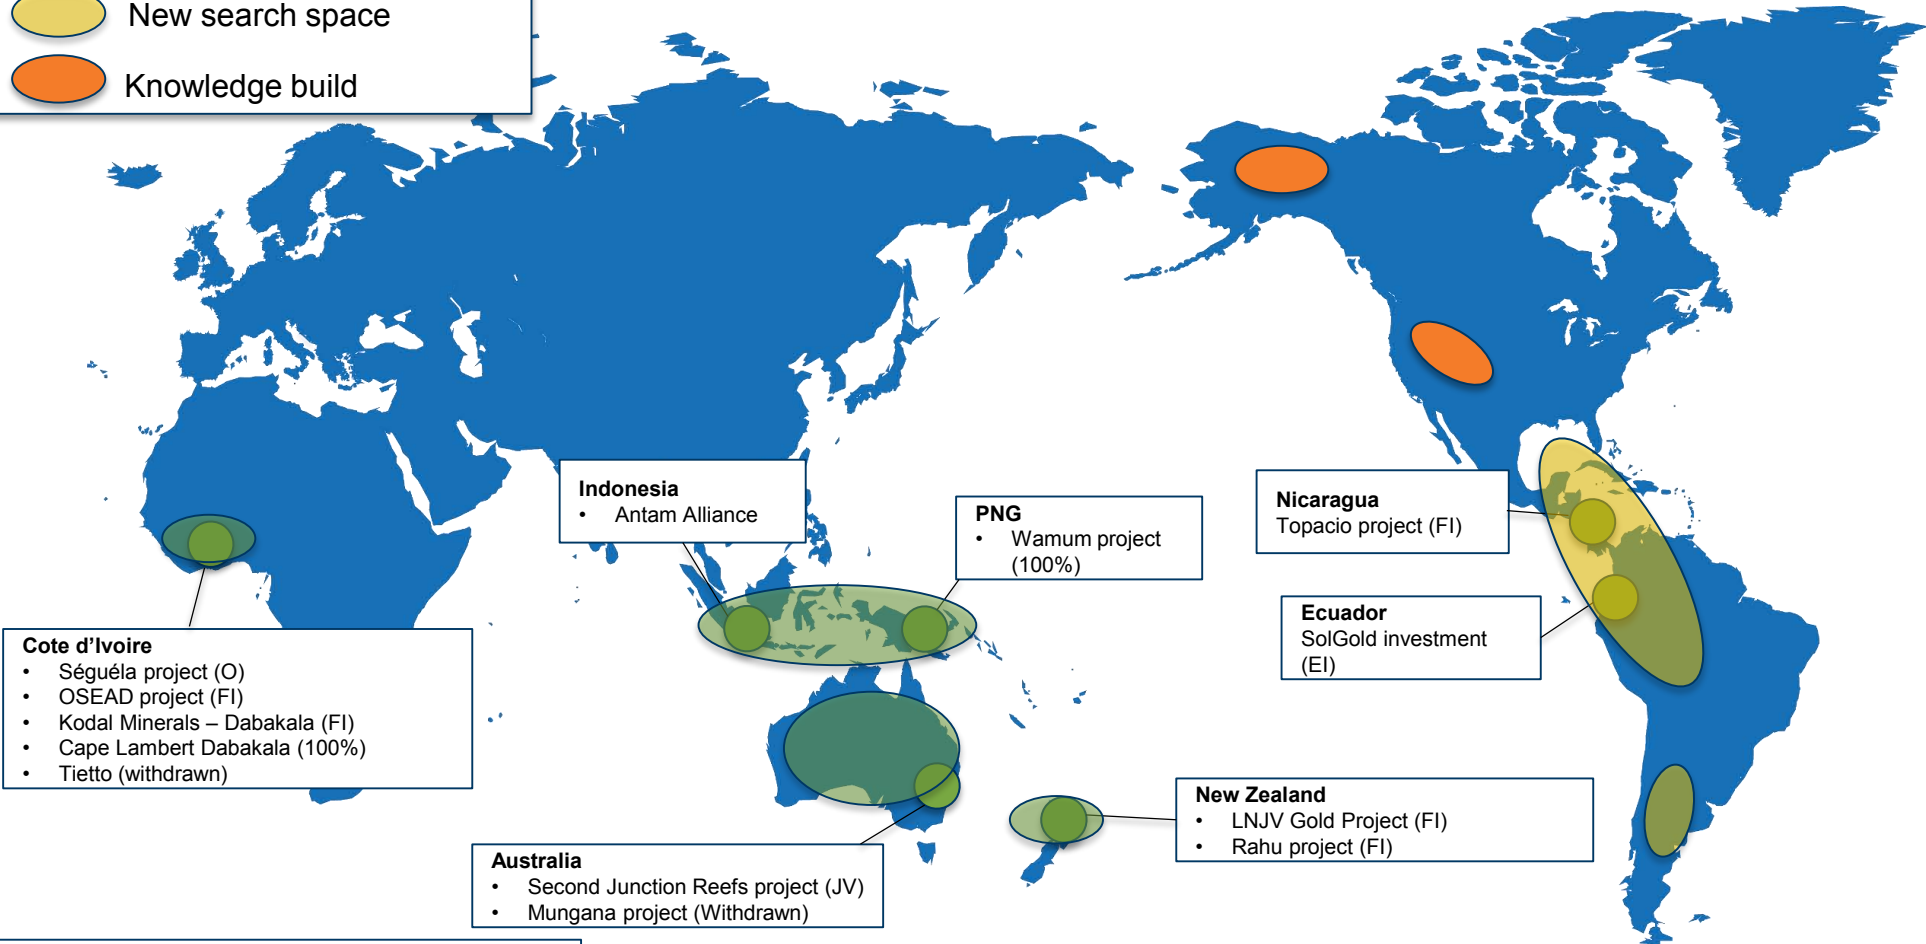 New search space
Knowledge build
Indonesia
• Antam Alliance
PNG
• Wamum project
(100%)
Nicaragua
Topacio project (FI)
Ecuador
SolGold investment
(EI)
Cote d’Ivoire
• Séguéla project (O)
• OSEAD project (FI)
• Kodal Minerals – Dabakala (FI)
• Cape Lambert Dabakala (100%)
• Tietto (withdrawn)
New Zealand
• LNJV Gold Project (FI)
• Rahu project (FI)
Australia
• Second Junction Reefs project (JV)
• Mungana project (Withdrawn)